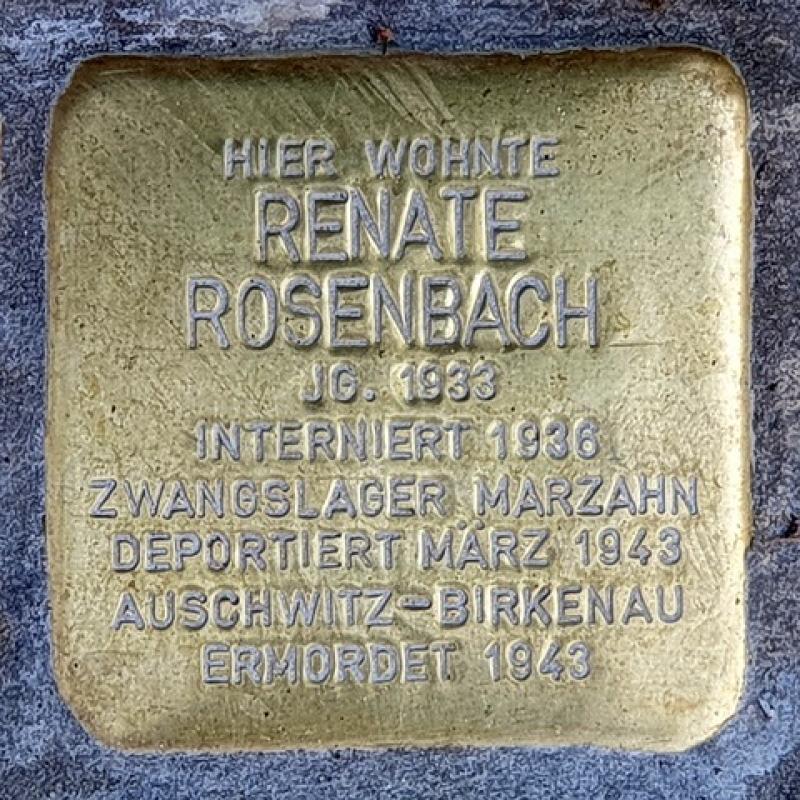 HIER WOHNTE
RENATE
ROSENBACH
JG. 1933
INTERNIERT 1936
ZWANGSLAGER MARZAHN
DEPORTIERT MÄRZ 1943
AUSCHWITZ-BIRKENAU
ERMORDET 1943